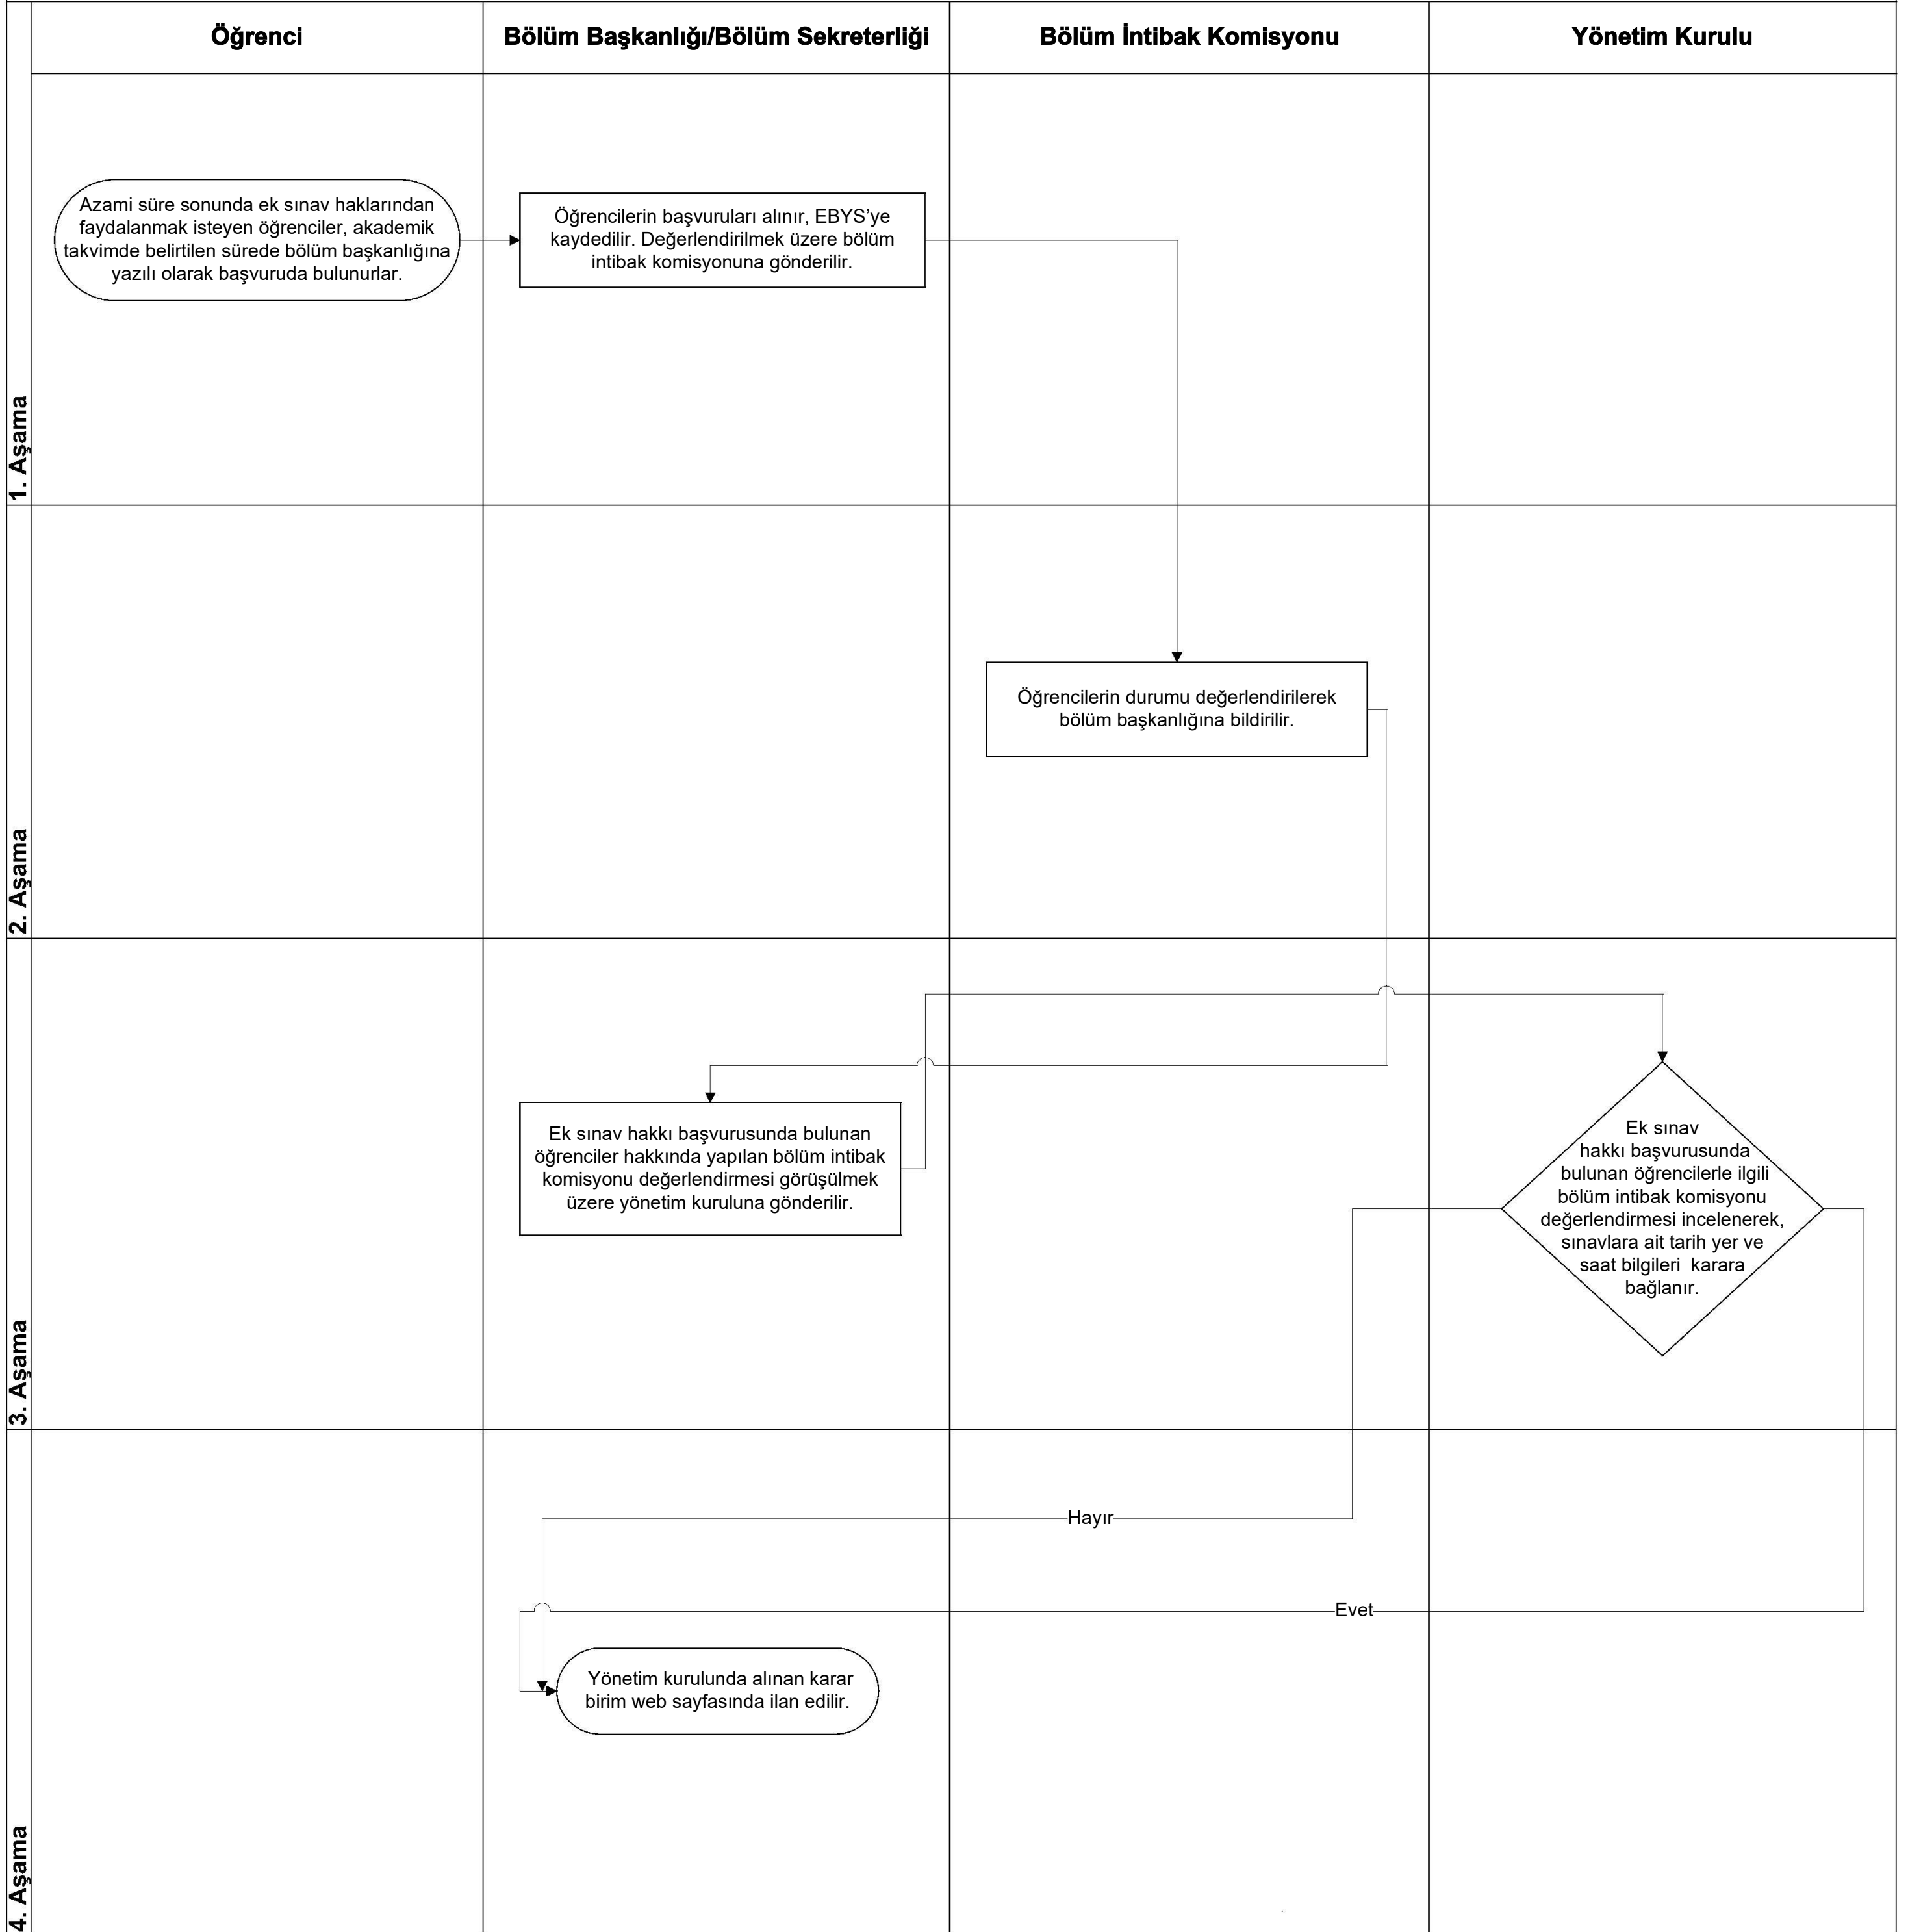 Öğrenci
Bölüm Başkanlığı/Bölüm Sekreterliği
Bölüm İntibak Komisyonu
Yönetim Kurulu
1. Aşama
Azami süre sonunda ek sınav haklarından
faydalanmak isteyen öğrenciler, akademik
takvimde belirtilen sürede bölüm başkanlığına
yazılı olarak başvuruda bulunurlar.
Öğrencilerin başvuruları alınır, EBYS’ye
kaydedilir. Değerlendirilmek üzere bölüm
intibak komisyonuna gönderilir.
2. Aşama
Öğrencilerin durumu değerlendirilerek
bölüm başkanlığına bildirilir.
3. Aşama
Ek sınav hakkı başvurusunda bulunan
öğrenciler hakkında yapılan bölüm intibak
komisyonu değerlendirmesi görüşülmek
üzere yönetim kuruluna gönderilir.
Ek sınav
hakkı başvurusunda
bulunan öğrencilerle ilgili
bölüm intibak komisyonu
değerlendirmesi incelenerek,
sınavlara ait tarih yer ve
saat bilgileri  karara
bağlanır.
4. Aşama
Hayır
Evet
Yönetim kurulunda alınan karar
birim web sayfasında ilan edilir.